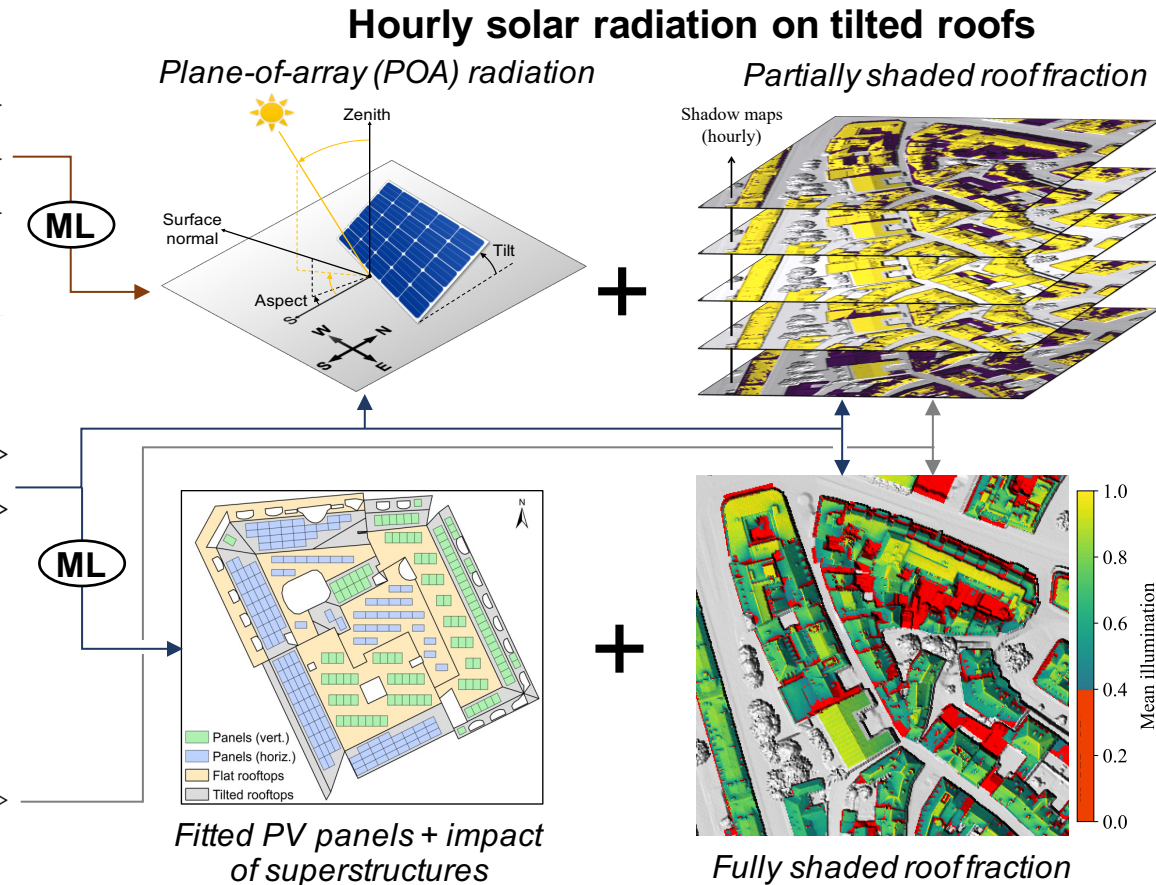 Hourly solar radiation on tilted roofs
Plane-of-array (POA) radiation
Partially shaded roof fraction
Zenith
Surface
normal
Tilt
Aspect
S
W
N
S
E
ML
+
Shadow maps
(hourly)
ML
N
Panels (vert.)
Panels (horiz.)
Flat rooftops
Tilted rooftops
+
1.0
0.8
0.6
0.4
0.2
0.0
Mean illumination
Fitted PV panels + impact
of superstructures
Fully shaded roof fraction